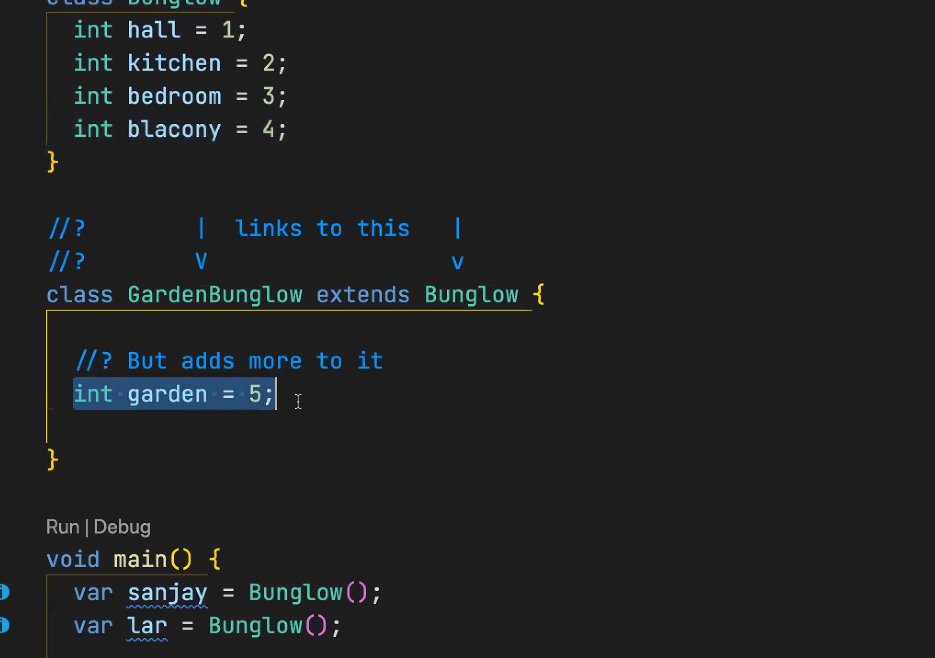 class Bunglow {
int hall = 1;
int kitchen = 2;
int bedroom = 3;
int blacony = 4;
}
//?        |  links to this   |
//?        V                  v
class GardenBunglow extends Bunglow {
//? But adds more to it
int garden = 5;
}
Run | Debug
void main() {
var sanjay = Bunglow();
var lar = Bunglow();